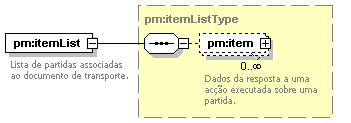 pm:itemListType
pm:itemList
pm:item
0..∞
Lista de partidas associadas
ao documento de transporte.
Dados da resposta a uma
acção executada sobre uma
partida.